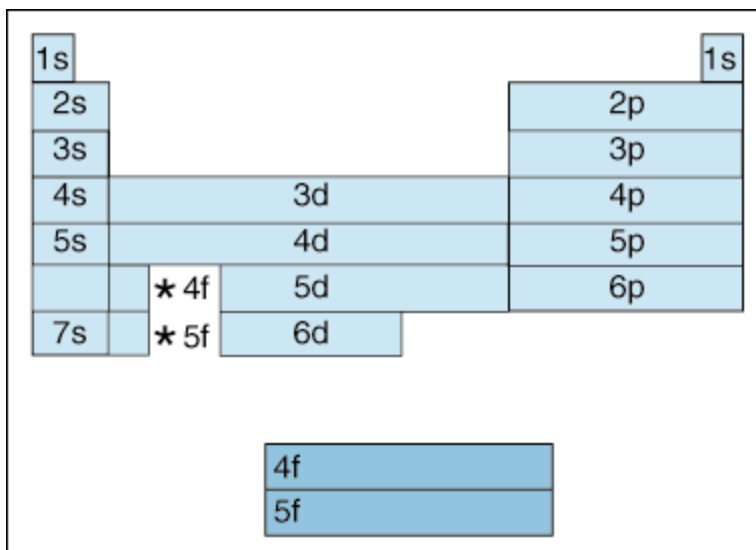 1s 1s
2s 2p
3s 3p
4s 3d 4p
5s 4d 5p
* 4f 5d 6p
7s * 5f 6d
4f
5f